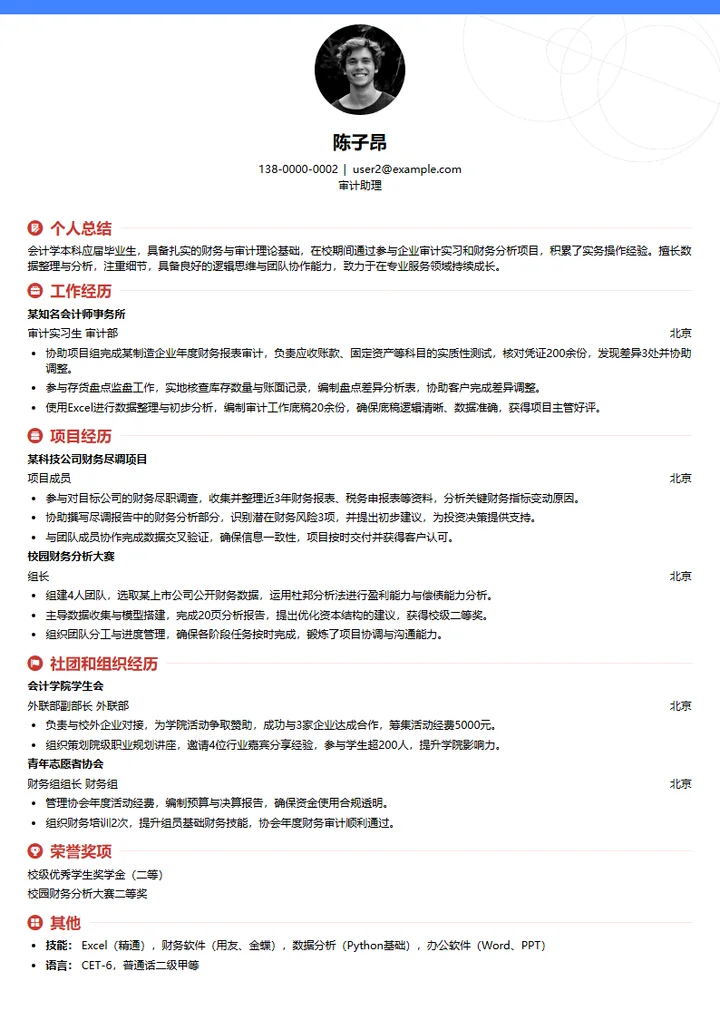 陈子昂
138-0000-0002 | user2@example.com
审计助理
个人总结
会计学本科应届毕业生，具备扎实的财务与审计理论基础，在校期间通过参与企业审计实习和财务分析项目，积累了实务操作经验。擅长数
据整理与分析，注重细节，具备良好的逻辑思维与团队协作能力，致力于在专业服务领域持续成长。
工作经历
某知名会计师事务所
审计实习生 审计部 北京
• 协助项目组完成某制造企业年度财务报表审计，负责应收账款、固定资产等科目的实质性测试，核对凭证200余份，发现差异3处并协助
调整。
• 参与存货盘点监盘工作，实地核查库存数量与账面记录，编制盘点差异分析表，协助客户完成差异调整。
• 使用Excel进行数据整理与初步分析，编制审计工作底稿20余份，确保底稿逻辑清晰、数据准确，获得项目主管好评。
项目经历
某科技公司财务尽调项目
项目成员 北京
• 参与对目标公司的财务尽职调查，收集并整理近3年财务报表、税务申报表等资料，分析关键财务指标变动原因。
• 协助撰写尽调报告中的财务分析部分，识别潜在财务风险3项，并提出初步建议，为投资决策提供支持。
• 与团队成员协作完成数据交叉验证，确保信息一致性，项目按时交付并获得客户认可。
校园财务分析大赛
组长 北京
• 组建4人团队，选取某上市公司公开财务数据，运用杜邦分析法进行盈利能力与偿债能力分析。
• 主导数据收集与模型搭建，完成20页分析报告，提出优化资本结构的建议，获得校级二等奖。
• 组织团队分工与进度管理，确保各阶段任务按时完成，锻炼了项目协调与沟通能力。
社团和组织经历
会计学院学生会
外联部副部长 外联部 北京
• 负责与校外企业对接，为学院活动争取赞助，成功与3家企业达成合作，筹集活动经费5000元。
• 组织策划院级职业规划讲座，邀请4位行业嘉宾分享经验，参与学生超200人，提升学院影响力。
青年志愿者协会
财务组组长 财务组 北京
• 管理协会年度活动经费，编制预算与决算报告，确保资金使用合规透明。
• 组织财务培训2次，提升组员基础财务技能，协会年度财务审计顺利通过。
荣誉奖项
校级优秀学生奖学金（二等）
校园财务分析大赛二等奖
其他
• 技能： Excel（精通），财务软件（用友、金蝶），数据分析（Python基础），办公软件（Word、PPT）
• 语言： CET-6，普通话二级甲等